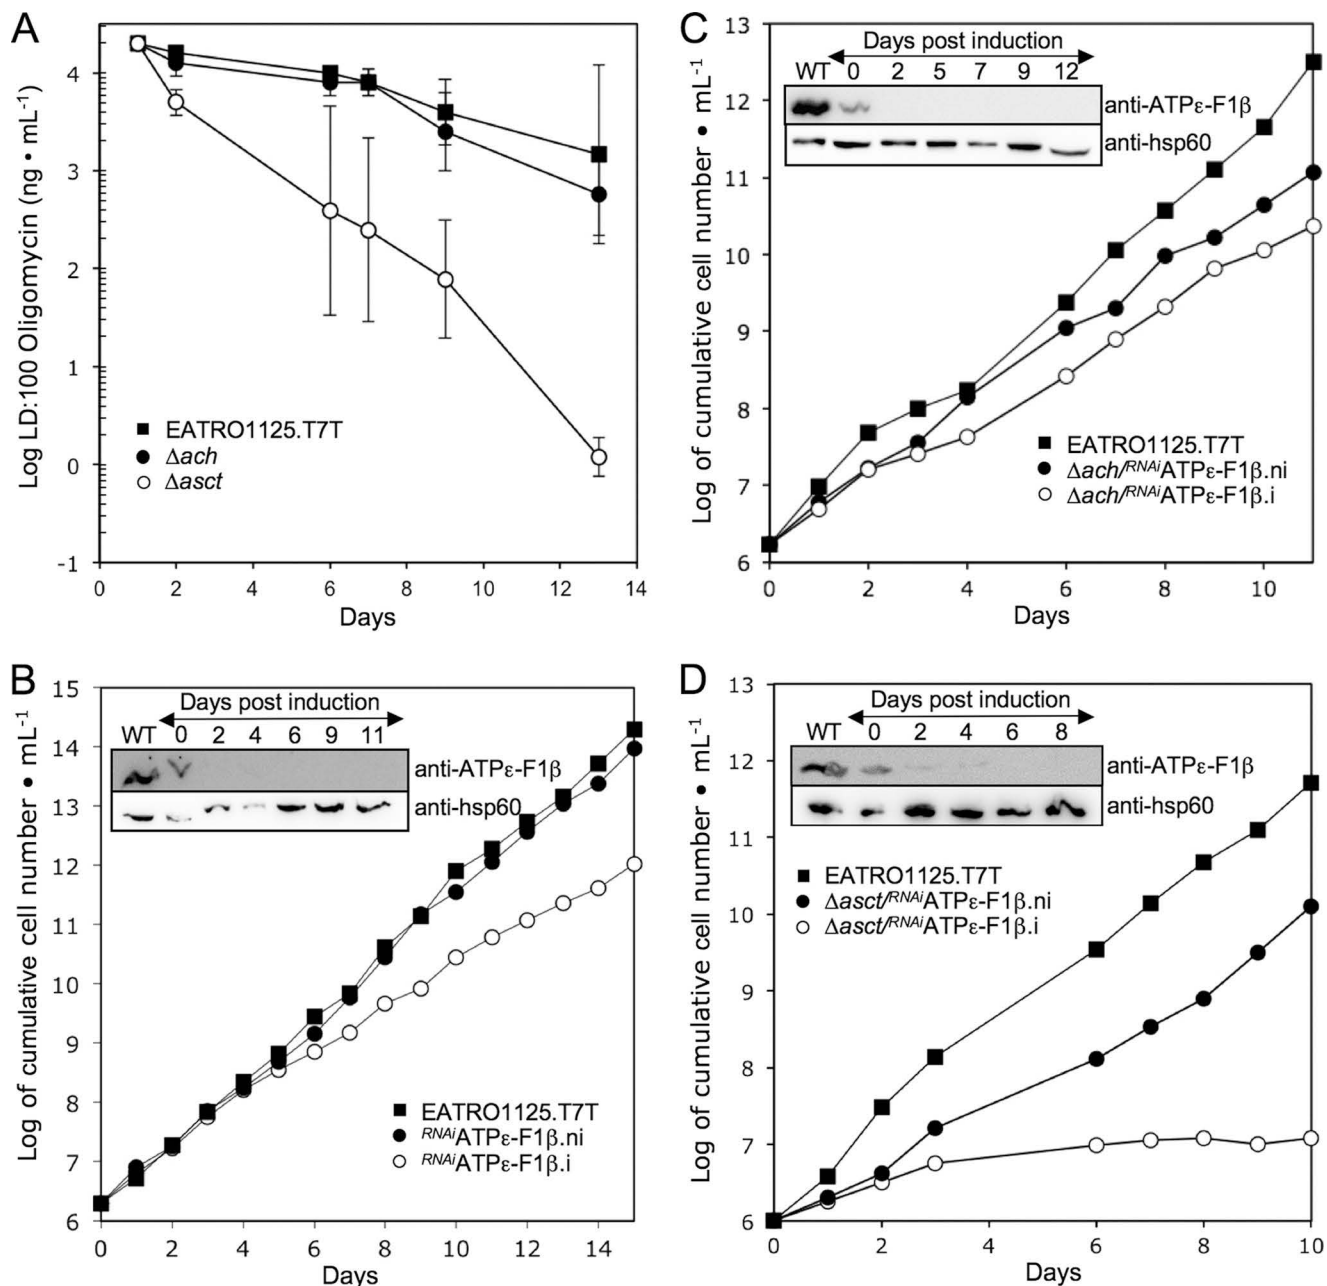 A
Log LD:100 Oligomycin (ng • mL⁻¹)
4
3
2
1
0
-1
EATRO1125.T7T
Δach
Δasct
0 2 4 6 8 10 12 14
Days
C
Log of cumulative cell number • mL⁻¹
13
12
11
10
9
8
7
6
Days post induction
WT 0 2 5 7 9 12
anti-ATPε-F1β
anti-hsp60
EATRO1125.T7T
Δach/ᴿᴺᴬⁱATPε-F1β.ni
Δach/ᴿᴺᴬⁱATPε-F1β.i
0 2 4 6 8 10
Days
B
Log of cumulative cell number • mL⁻¹
15
14
13
12
11
10
9
8
7
6
Days post induction
WT 0 2 4 6 9 11
anti-ATPε-F1β
anti-hsp60
EATRO1125.T7T
ᴿᴺᴬⁱATPε-F1β.ni
ᴿᴺᴬⁱATPε-F1β.i
0 2 4 6 8 10 12 14
Days
D
Log of cumulative cell number • mL⁻¹
13
12
11
10
9
8
7
6
Days post induction
WT 0 2 4 6 8
anti-ATPε-F1β
anti-hsp60
EATRO1125.T7T
Δasct/ᴿᴺᴬⁱATPε-F1β.ni
Δasct/ᴿᴺᴬⁱATPε-F1β.i
0 2 4 6 8 10
Days